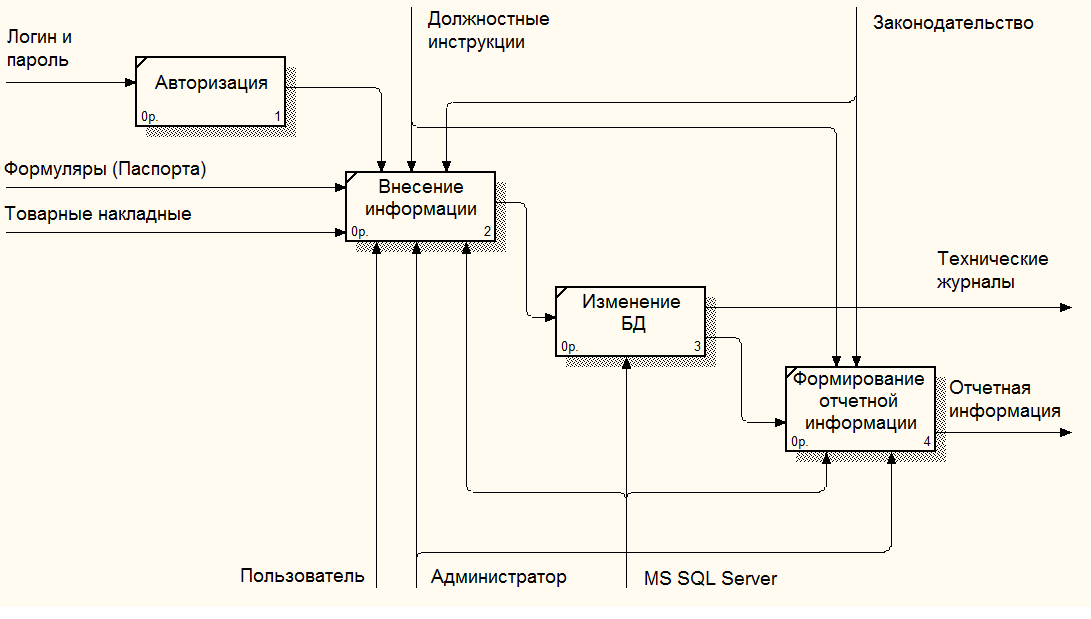 Должностные
инструкции
Законодательство
Логин и
пароль
Авторизация
0р.
1
Формуляры (Паспорта)
Товарные накладные
Внесение
информации
0р.
2
Технические
журналы
Изменение
БД
0р.
3
Формирование
отчетной
информации
0р.
4
Отчетная
информация
Пользователь
Администратор
MS SQL Server